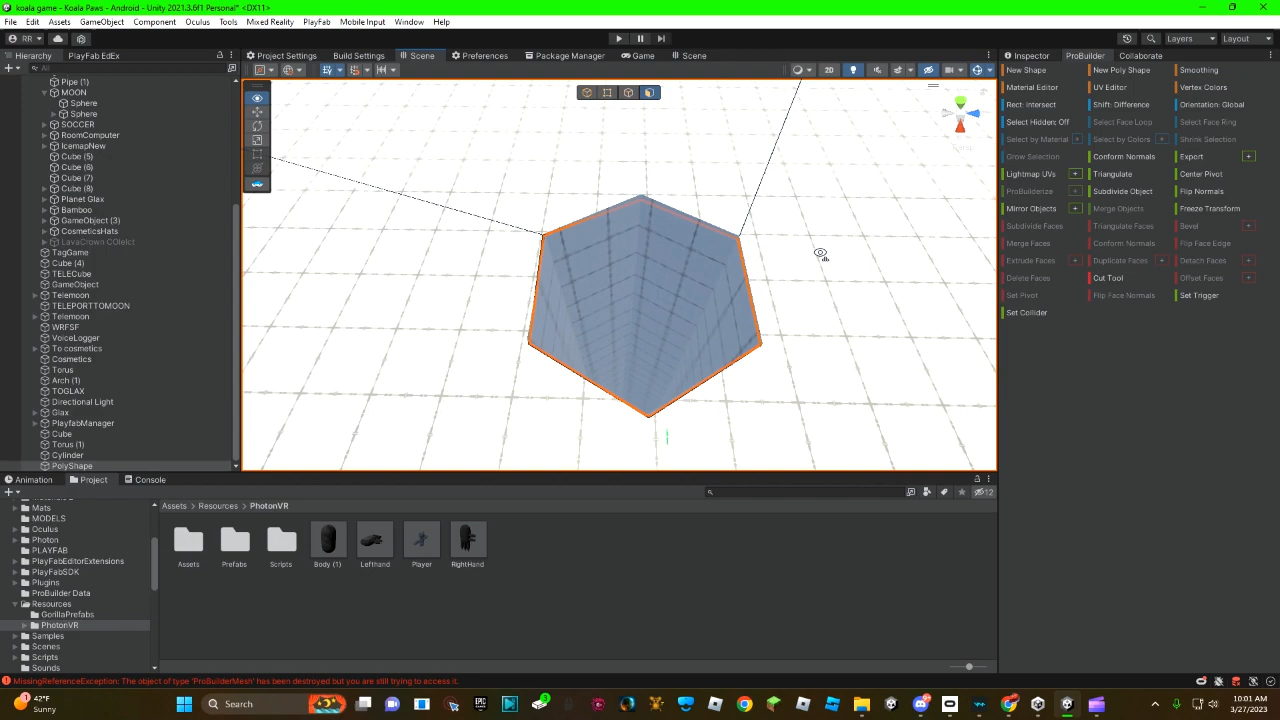 koala game - Koala Paws - Android - Unity 2021.3.6f1 Personal* <DX11>
File Edit Assets GameObject Component Oculus Tools Mixed Reality PlayFab Mobile Input Window Help
RR Layers Layout
Hierarchy PlayFab EdEx Project Settings Build Settings Scene Preferences Package Manager Game Scene Inspector ProBuilder Collaborate
All 2D
Pipe (1)
MOON
Sphere
Sphere
SOCCER
RoomComputer
IcemapNew
Cube (5)
Cube (6)
Cube (7)
Cube (8)
Planet Glax
Bamboo
GameObject (3)
CosmeticsHats
LavaCrown COlelct
TagGame
Cube (4)
TELECube
GameObject
Telemoon
TELEPORTTOMOON
Telemoon
WRFSF
VoiceLogger
To cosmetics
Cosmetics
Torus
Arch (1)
TOGLAX
Directional Light
Glax
PlayfabManager
Cube
Torus (1)
Cylinder
PolyShape
Persp
New Shape New Poly Shape Smoothing
Material Editor UV Editor Vertex Colors
Rect: Intersect Shift: Difference Orientation: Global
Select Hidden: Off Select Face Loop Select Face Ring
Select by Material + Select by Colors + Shrink Selection
Grow Selection Conform Normals Export +
Lightmap UVs + Triangulate Center Pivot
ProBuilderize + Subdivide Object Flip Normals
Mirror Objects + Merge Objects Freeze Transform
Subdivide Faces Triangulate Faces Bevel +
Merge Faces Conform Normals Flip Face Edge
Extrude Faces + Duplicate Faces + Detach Faces +
Delete Faces Cut Tool Offset Faces +
Set Pivot Flip Face Normals Set Trigger
Set Collider
Animation Project Console
12
Mats
MODELS
Oculus
Photon
PLAYFAB
PlayFabEditorExtensions
PlayFabSDK
Plugins
ProBuilder Data
Resources
GorillaPrefabs
PhotonVR
Samples
Scenes
Scripts
Sounds
Assets > Resources > PhotonVR
Assets Prefabs Scripts Body (1) Lefthand Player RightHand
MissingReferenceException: The object of type 'ProBuilderMesh' has been destroyed but you are still trying to access it.
42°F
Sunny
Search
10:01 AM
3/27/2023